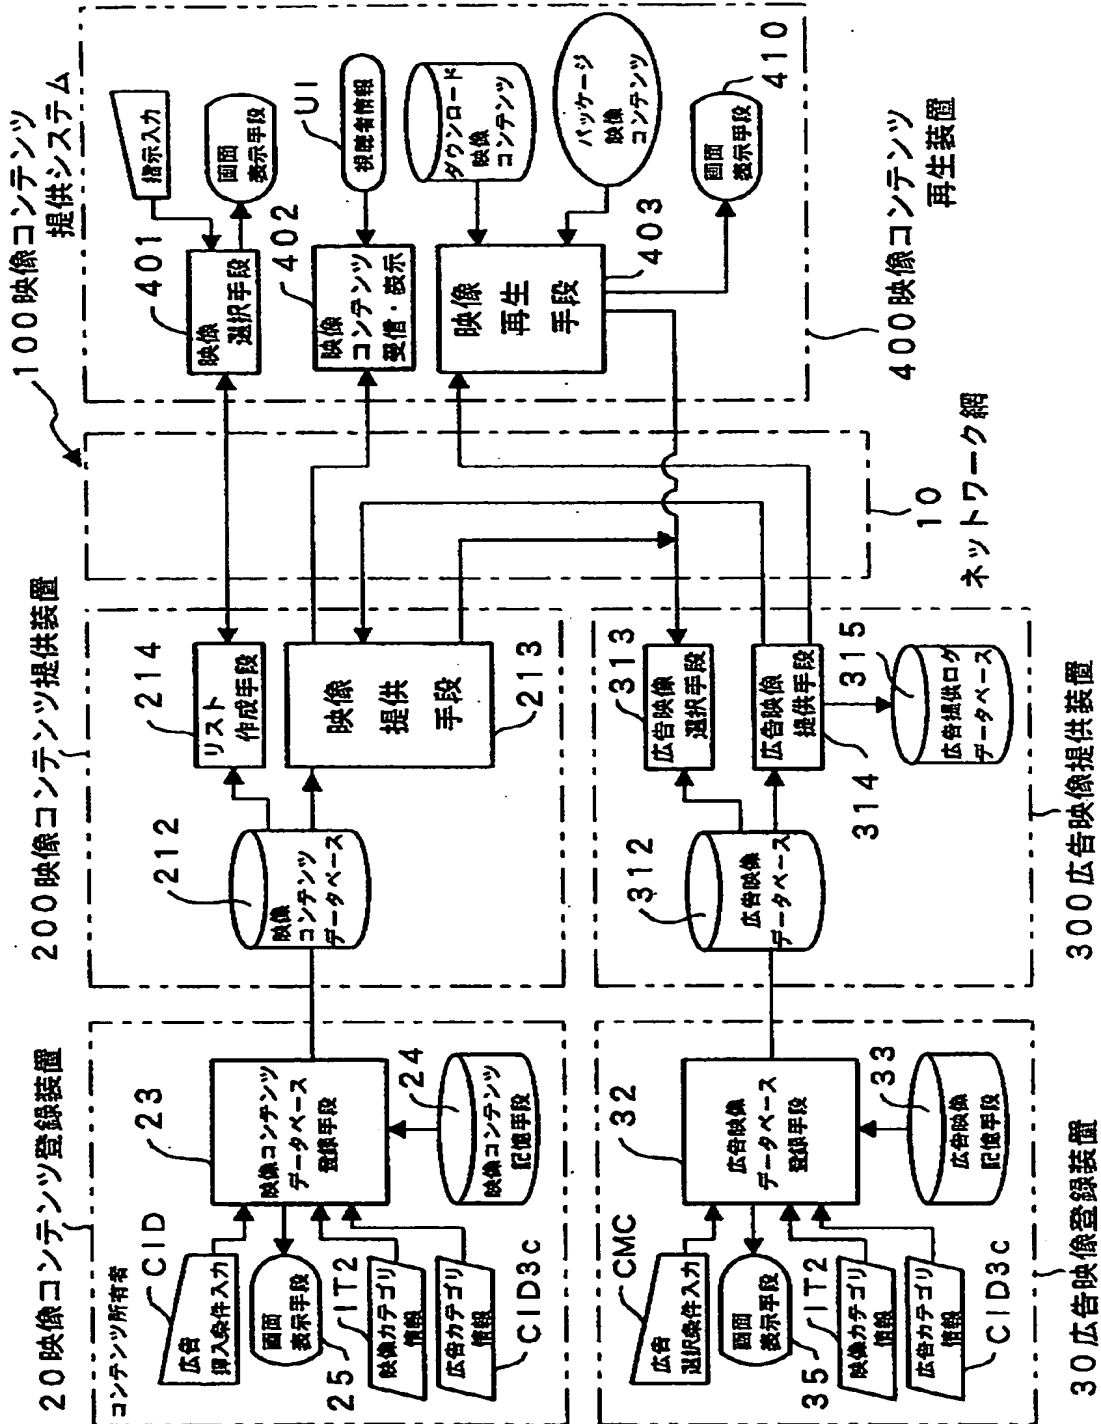 100映像コンテンツ
提供システム
20映像コンテンツ登録装置
コンテンツ所有者
CID
広告
挿入条件入力
画面
表示手段
25
IT2
映像カテゴリ
情報
広告カテゴリ
情報
CID3c
23
映像コンテンツ
データベース
登録手段
24
映像コンテンツ
記憶手段
200映像コンテンツ提供装置
212
映像
コンテンツ
データベース
214
リスト
作成手段
映像
提供
手段
213
401
映像
選択手段
指示入力
画面
表示手段
402
映像
コンテンツ
受信・表示
UI
視聴者情報
映像
再生
手段
403
ダウンロード
映像
コンテンツ
パッケージ
映像
コンテンツ
画面
表示手段
410
400映像コンテンツ
再生装置
10
ネットワーク網
30広告映像登録装置
CMC
広告
選択条件入力
画面
表示手段
35
IT2
映像カテゴリ
情報
広告カテゴリ
情報
CID3c
32
広告映像
データベース
登録手段
33
広告映像
記憶手段
300広告映像提供装置
312
広告映像
データベース
313
広告映像
選択手段
広告映像
提供手段
314
315
広告提供ログ
データベース